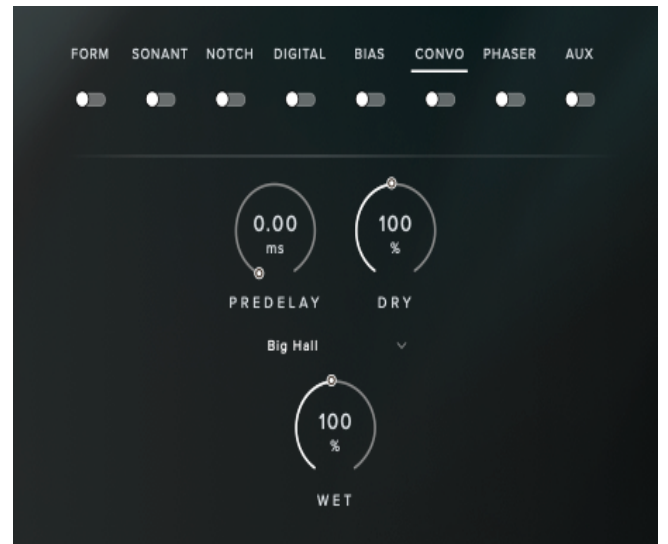 FORM SONANT NOTCH DIGITAL BIAS CONVO PHASER AUX
0.00 100
ms %
PREDELAY DRY
Big Hall
100
%
WET